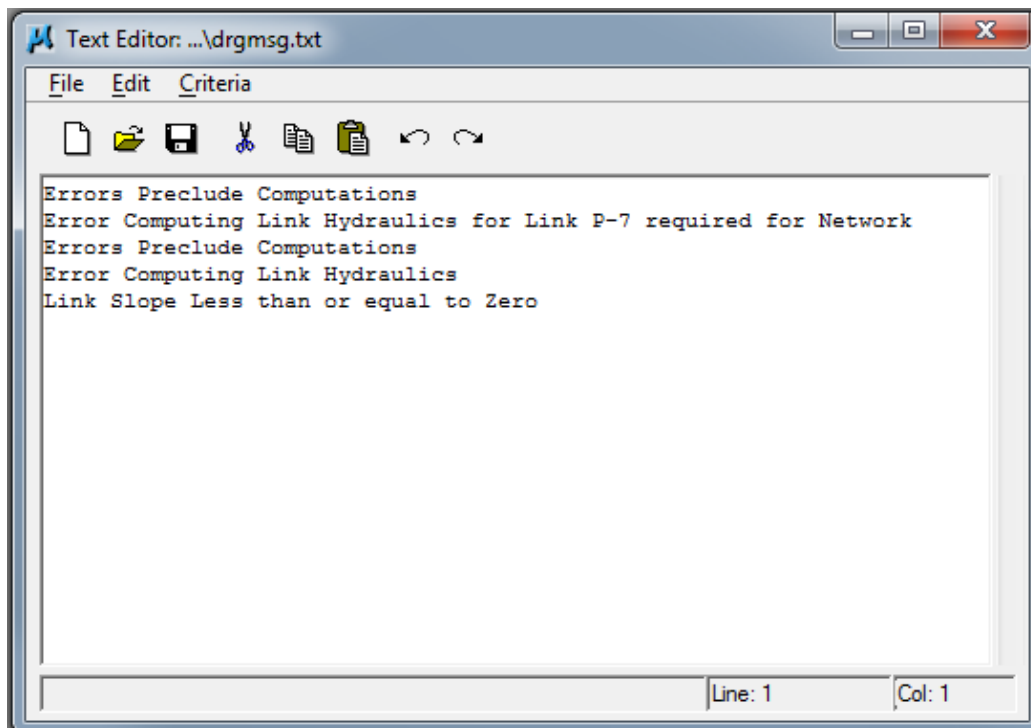 Text Editor: ...\drgmsg.txt
File Edit Criteria
Errors Preclude Computations
Error Computing Link Hydraulics for Link P-7 required for Network
Errors Preclude Computations
Error Computing Link Hydraulics
Link Slope Less than or equal to Zero
Line: 1 Col: 1